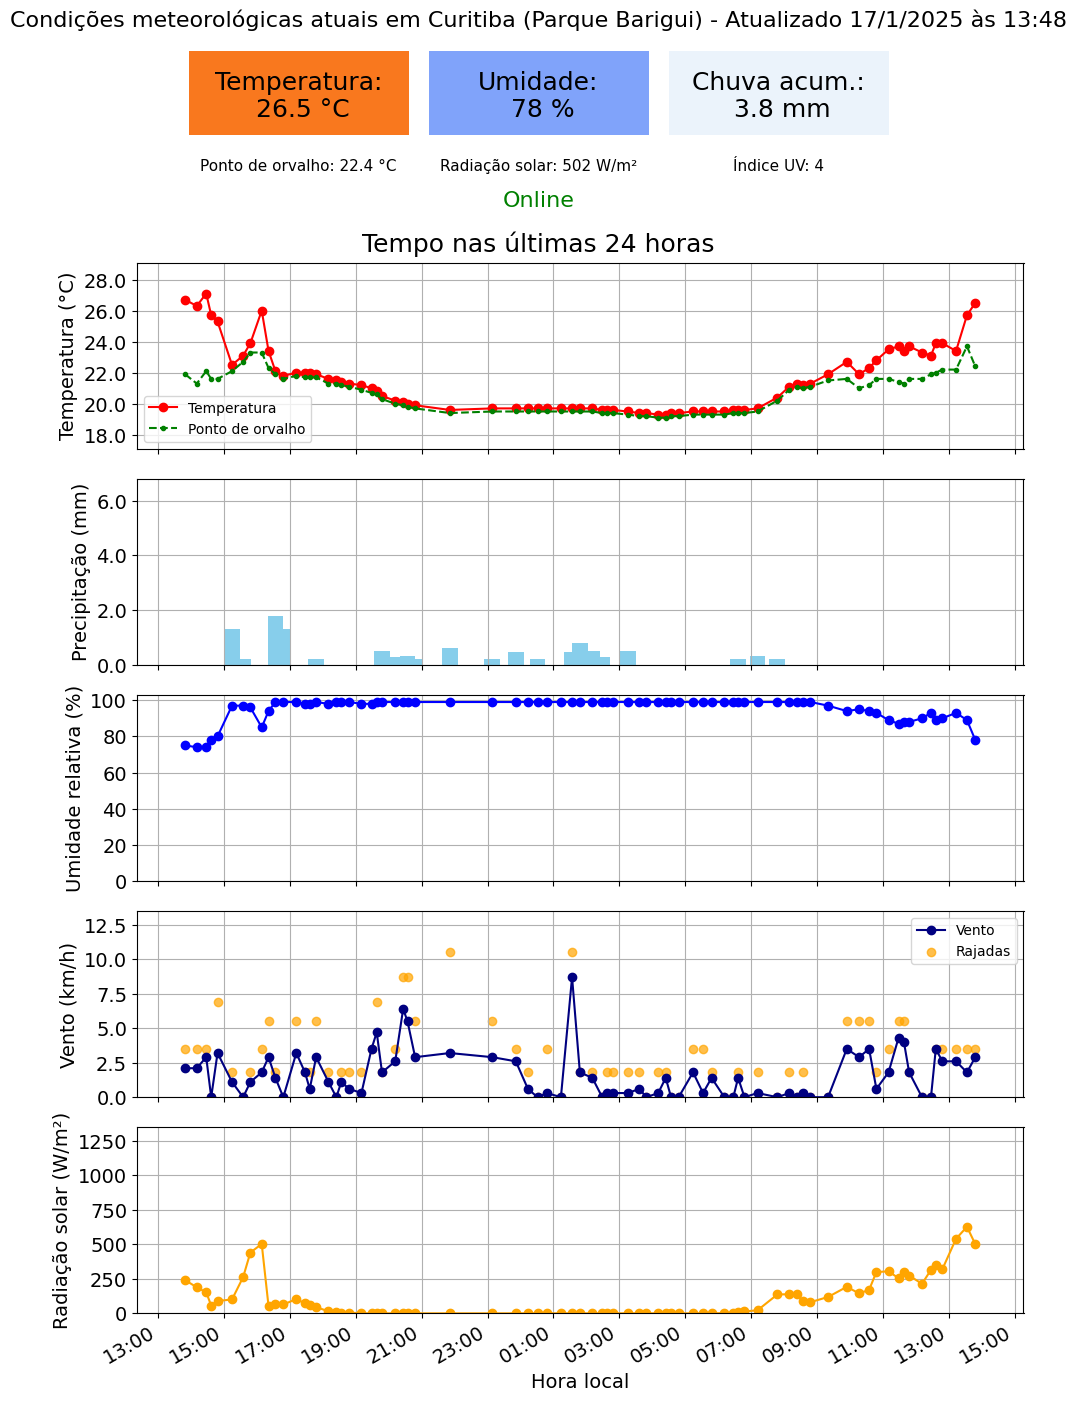 Condições meteorológicas atuais em Curitiba (Parque Barigui) - Atualizado 17/1/2025 às 13:48
Temperatura:
26.5 °C
Umidade:
78 %
Chuva acum.:
3.8 mm
Ponto de orvalho: 22.4 °C
Radiação solar: 502 W/m²
Índice UV: 4
Online
Tempo nas últimas 24 horas
Temperatura (°C)
28.0
26.0
24.0
22.0
20.0
18.0
Temperatura
Ponto de orvalho
Precipitação (mm)
6.0
4.0
2.0
0.0
Umidade relativa (%)
100
80
60
40
20
0
Vento (km/h)
12.5
10.0
7.5
5.0
2.5
0.0
Vento
Rajadas
Radiação solar (W/m²)
1250
1000
750
500
250
0
13:00
15:00
17:00
19:00
21:00
23:00
01:00
03:00
05:00
07:00
09:00
11:00
13:00
15:00
Hora local